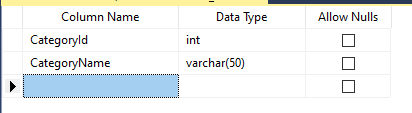 Column Name Data Type Allow Nulls
CategoryId int
CategoryName varchar(50)